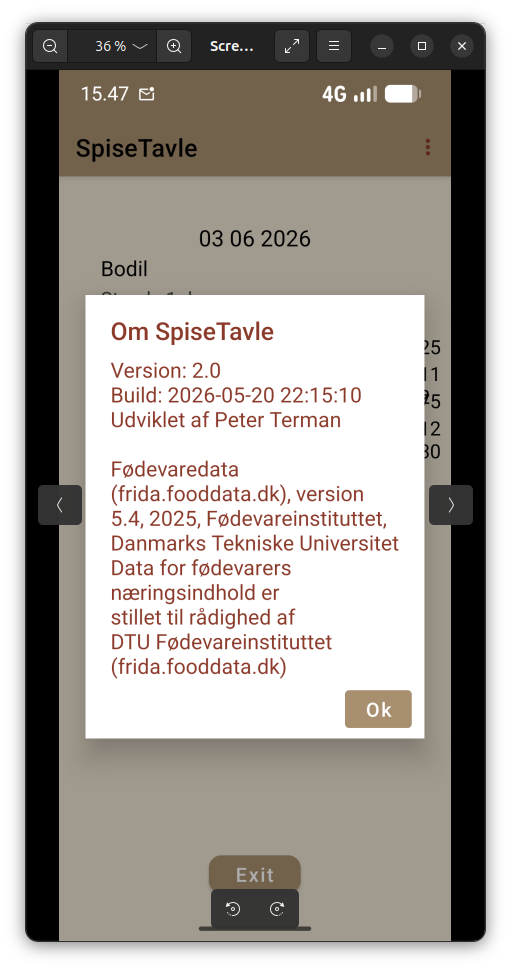 36 %
Scre...
15.47
4G
SpiseTavle
03 06 2026
Bodil
Om SpiseTavle
Version: 2.0
Build: 2026-05-20 22:15:10
Udviklet af Peter Terman
Fødevaredata
(frida.fooddata.dk), version
5.4, 2025, Fødevareinstituttet,
Danmarks Tekniske Universitet
Data for fødevarers
næringsindhold er
stillet til rådighed af
DTU Fødevareinstituttet
(frida.fooddata.dk)
Ok
25
11
12
30
Exit